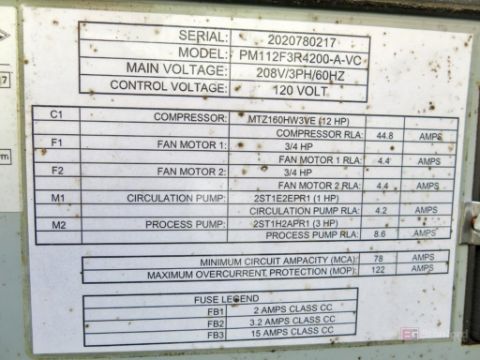 SERIAL: 2020780217
MODEL: PM112F3R4200-A-VC
MAIN VOLTAGE: 208V/3PH/60HZ
CONTROL VOLTAGE: 120 VOLT
C1 COMPRESSOR: MTZ160HW3VE (12 HP)
COMPRESSOR RLA: 44.8 AMPS
F1 FAN MOTOR 1: 3/4 HP
FAN MOTOR 1 RLA: 4.4 AMPS
F2 FAN MOTOR 2: 3/4 HP
FAN MOTOR 2 RLA: 4.4 AMPS
M1 CIRCULATION PUMP: 2ST1E2EPR1 (1 HP)
CIRCULATION PUMP RLA: 4.2 AMPS
M2 PROCESS PUMP: 2ST1H2APR1 (3 HP)
PROCESS PUMP RLA: 8.6 AMPS
MINIMUM CIRCUIT AMPACITY (MCA) 78 AMPS
MAXIMUM OVERCURRENT, PROTECTION (MOP): 122 AMPS
FUSE LEGEND
FB1 2 AMPS CLASS CC
FB2 3.2 AMPS CLASS CC
FB3 15 AMPS CLASS CC